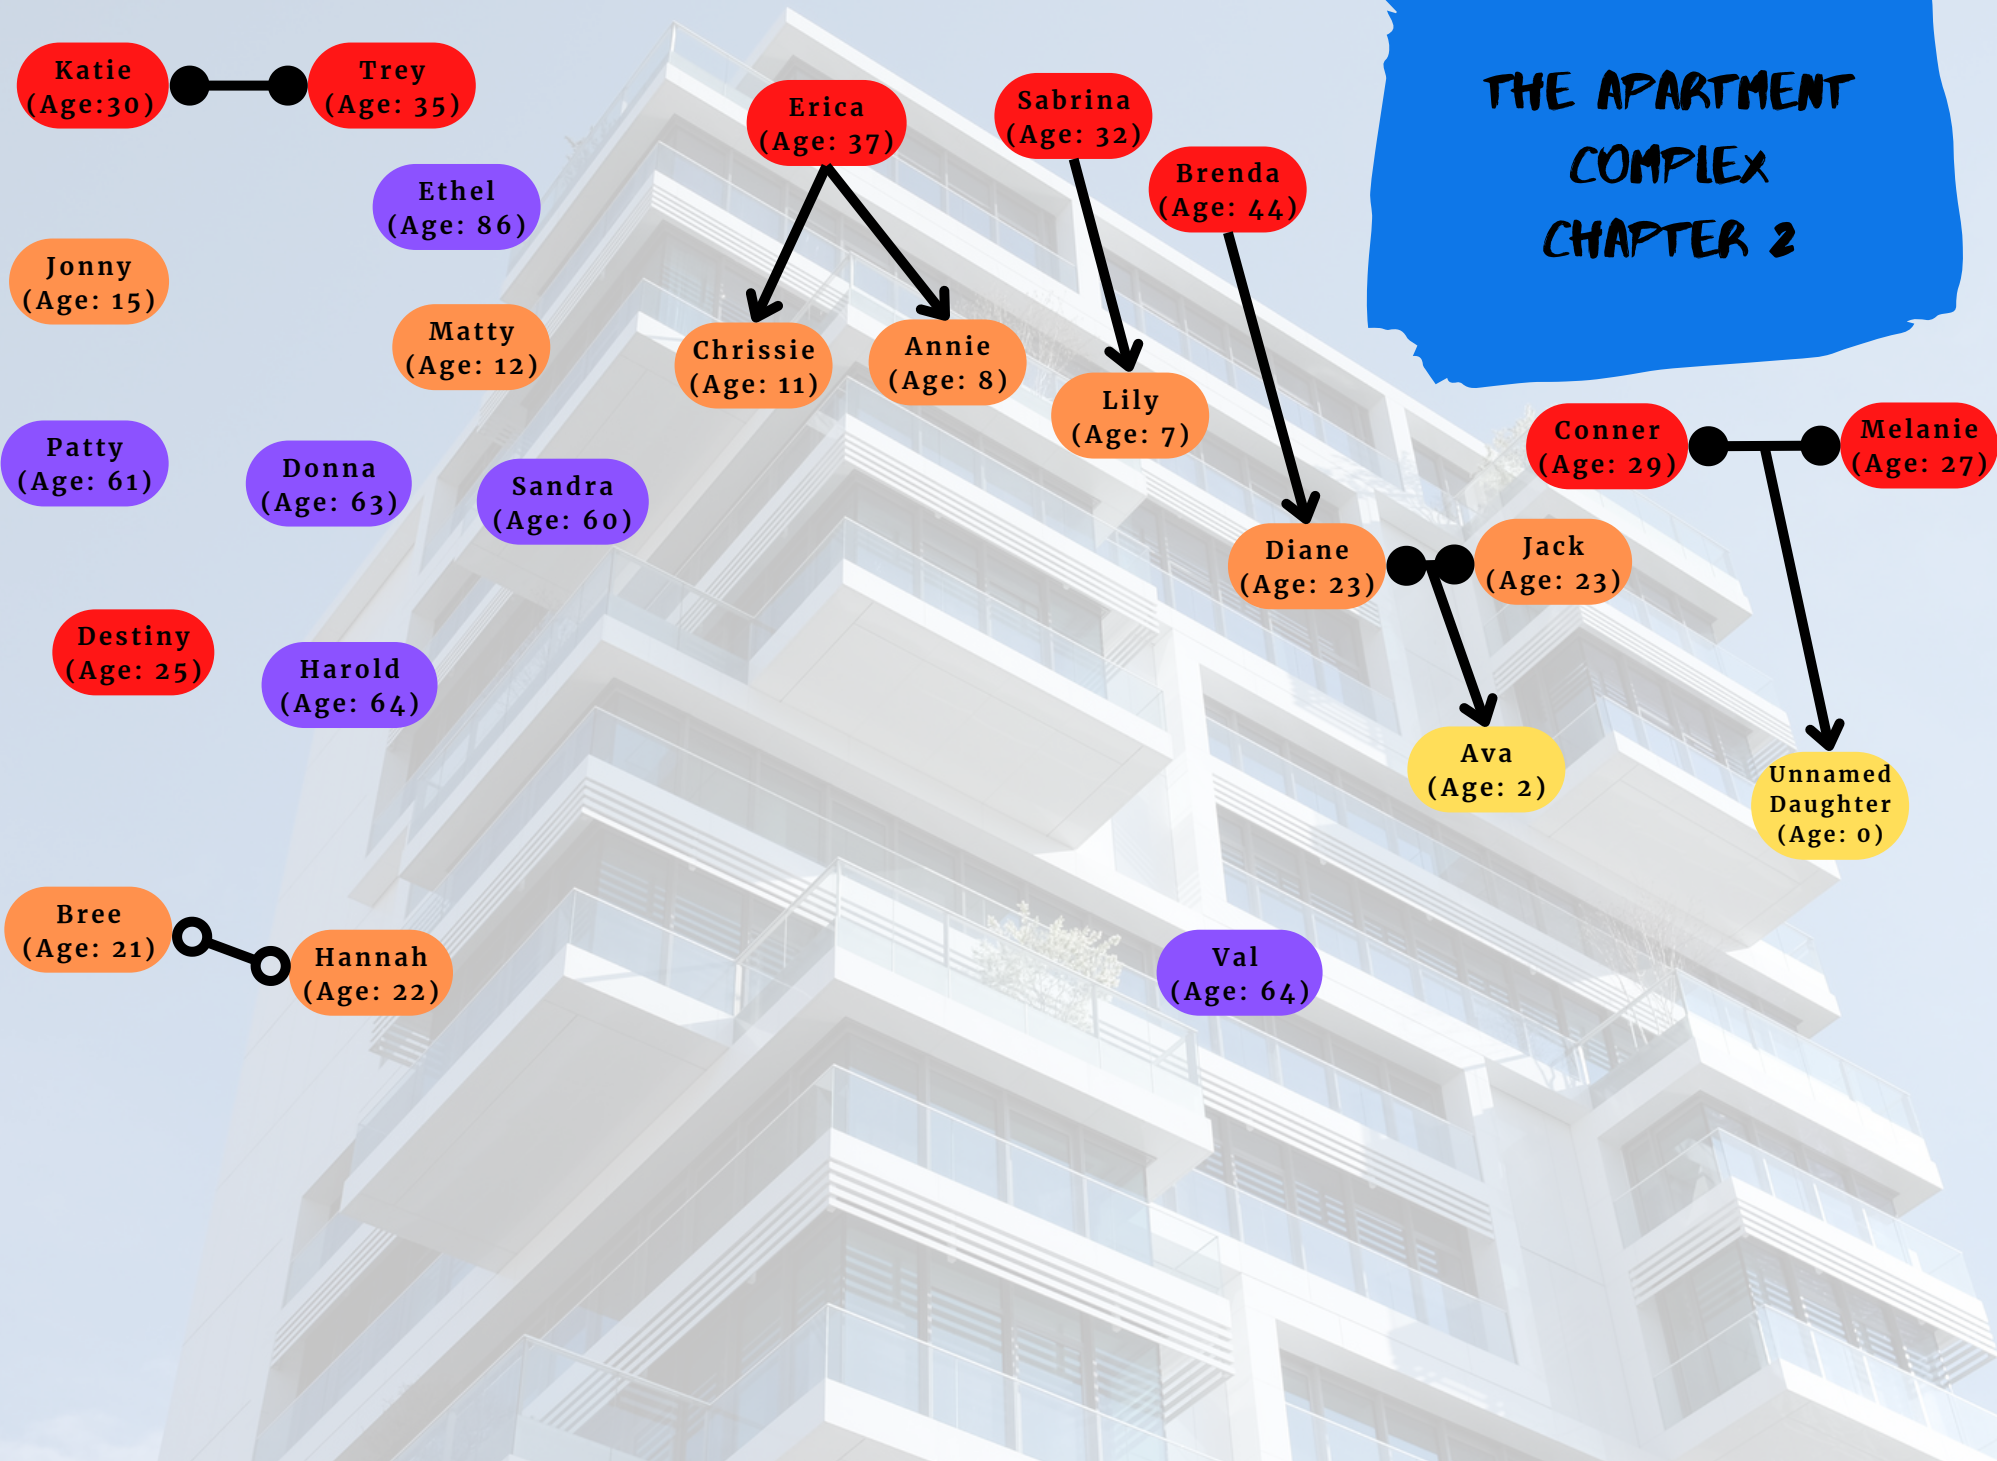 THE APARTMENT
COMPLEX
CHAPTER 2
Katie
(Age:30)
Trey
(Age: 35)
Erica
(Age: 37)
Sabrina
(Age: 32)
Brenda
(Age: 44)
Ethel
(Age: 86)
Jonny
(Age: 15)
Matty
(Age: 12)
Chrissie
(Age: 11)
Annie
(Age: 8)
Lily
(Age: 7)
Conner
(Age: 29)
Melanie
(Age: 27)
Patty
(Age: 61)
Donna
(Age: 63)
Sandra
(Age: 60)
Diane
(Age: 23)
Jack
(Age: 23)
Destiny
(Age: 25)
Harold
(Age: 64)
Ava
(Age: 2)
Unnamed
Daughter
(Age: 0)
Bree
(Age: 21)
Hannah
(Age: 22)
Val
(Age: 64)